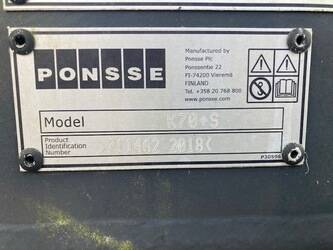 PONSSE
Manufactured by
Ponsse Plc
Ponssentie 22
FI-74200 Vieremä
FINLAND
Tel. +358 20 768 800
www.ponsse.com
Model K70+S
Product
Identification
Number